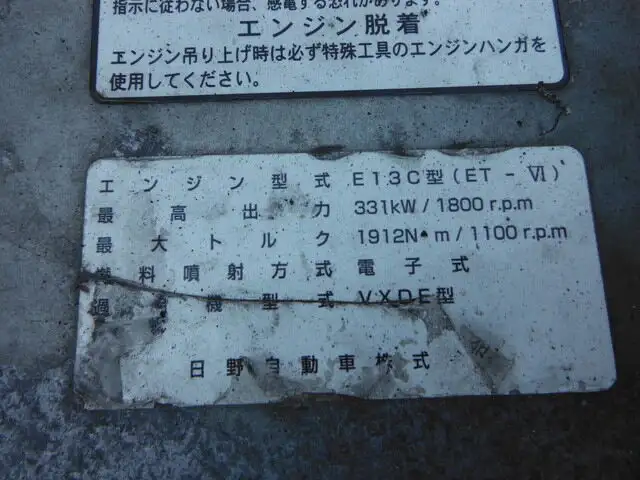 指示に従わない場合、感電する恐れがあります。
エンジン脱着
エンジン吊り上げ時は必ず特殊工具のエンジンハンガを
使用してください。
エンジン型式 E13C型(ET-Ⅵ)
最高出力 331kW/1800r.p.m
最大トルク 1912N・m/1100r.p.m
燃料噴射方式 電子式
過 機型式 VXDE型
日野自動車株式